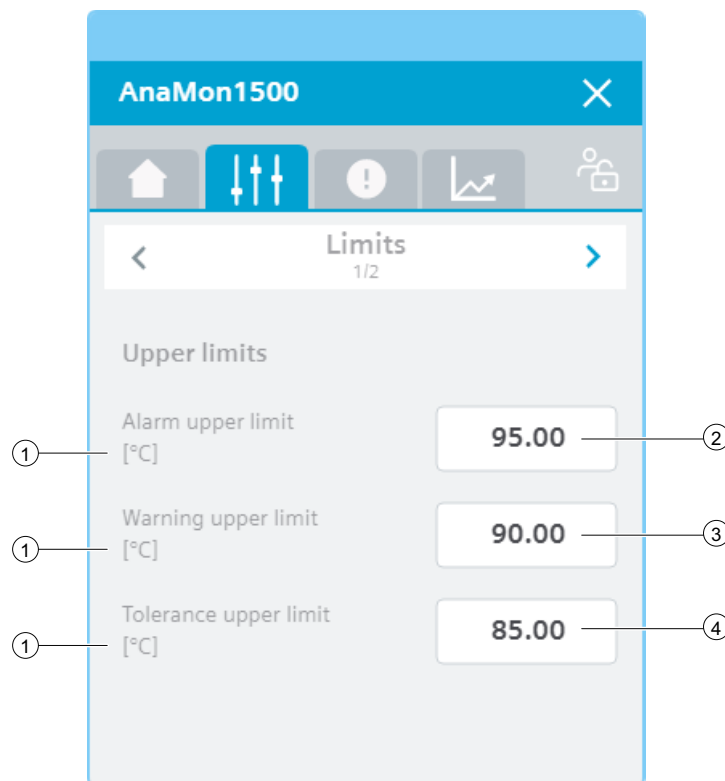 AnaMon1500
Limits
1/2
Upper limits
Alarm upper limit
[°C]
95.00
1
2
Warning upper limit
[°C]
90.00
1
3
Tolerance upper limit
[°C]
85.00
1
4